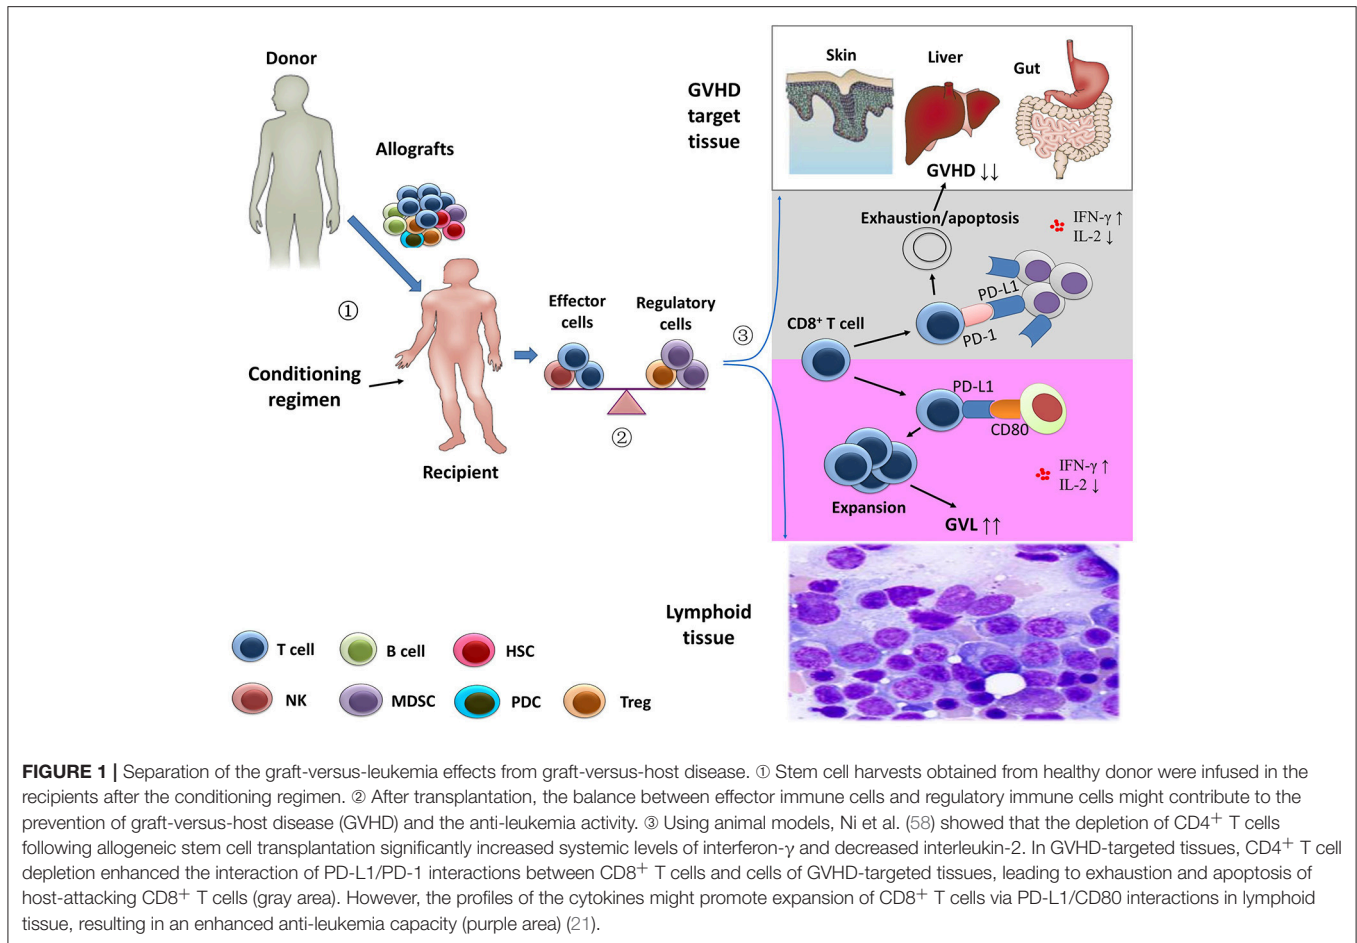 Donor
Allografts
①
Conditioning
regimen
Recipient
Effector
cells
Regulatory
cells
②
③
GVHD
target
tissue
Skin
Liver
Gut
GVHD ↓↓
Exhaustion/apoptosis
IFN-γ ↑
IL-2 ↓
PD-L1
PD-1
CD8⁺ T cell
PD-L1
CD80
IFN-γ ↑
IL-2 ↓
Expansion
GVL ↑↑
Lymphoid
tissue
T cell
B cell
HSC
NK
MDSC
PDC
Treg
FIGURE 1 | Separation of the graft-versus-leukemia effects from graft-versus-host disease. ① Stem cell harvests obtained from healthy donor were infused in the
recipients after the conditioning regimen. ② After transplantation, the balance between effector immune cells and regulatory immune cells might contribute to the
prevention of graft-versus-host disease (GVHD) and the anti-leukemia activity. ③ Using animal models, Ni et al. (58) showed that the depletion of CD4⁺ T cells
following allogeneic stem cell transplantation significantly increased systemic levels of interferon-γ and decreased interleukin-2. In GVHD-targeted tissues, CD4⁺ T cell
depletion enhanced the interaction of PD-L1/PD-1 interactions between CD8⁺ T cells and cells of GVHD-targeted tissues, leading to exhaustion and apoptosis of
host-attacking CD8⁺ T cells (gray area). However, the profiles of the cytokines might promote expansion of CD8⁺ T cells via PD-L1/CD80 interactions in lymphoid
tissue, resulting in an enhanced anti-leukemia capacity (purple area) (21).